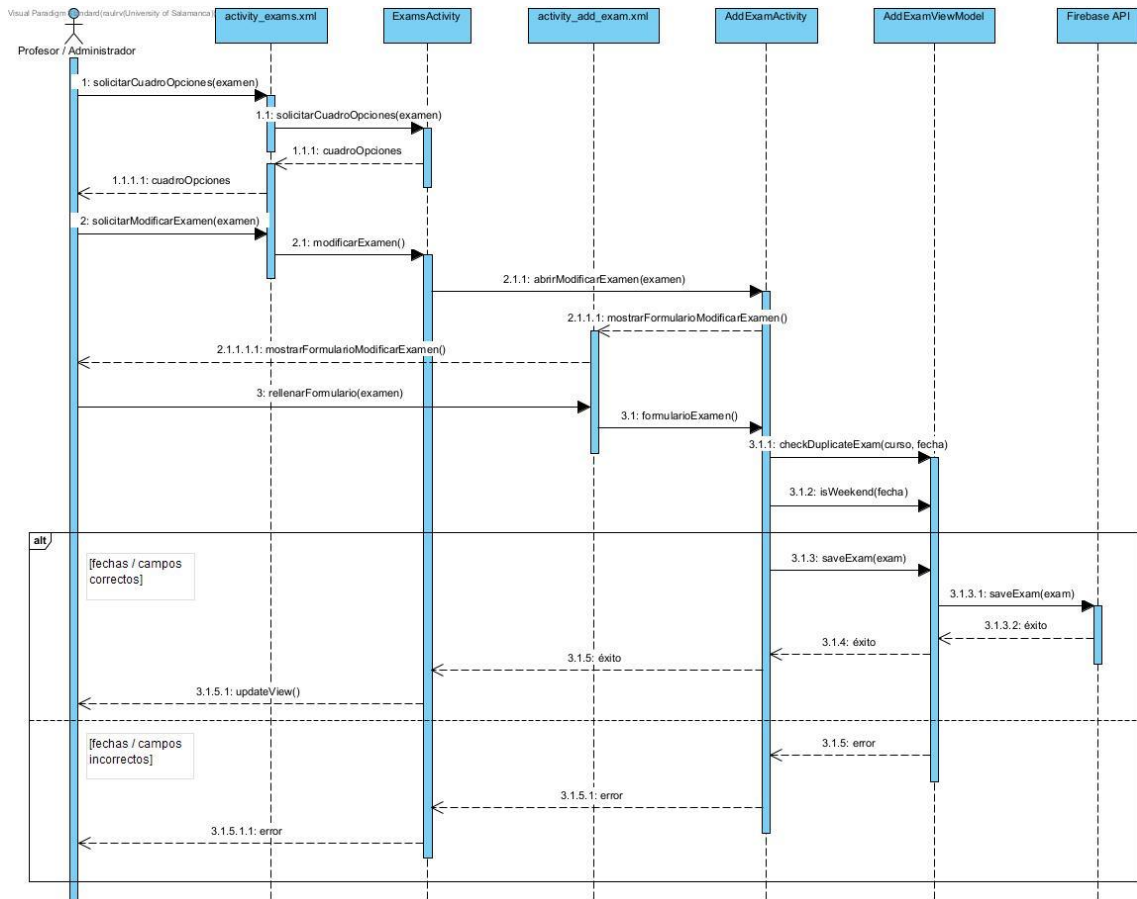 Visual Paradigm Standard(raulrv(University of Salamanca))
activity_exams.xml
ExamsActivity
activity_add_exam.xml
AddExamActivity
AddExamViewModel
Firebase API
Profesor / Administrador
1: solicitarCuadroOpciones(examen)
1.1: solicitarCuadroOpciones(examen)
1.1.1: cuadroOpciones
1.1.1.1: cuadroOpciones
2: solicitarModificarExamen(examen)
2.1: modificarExamen()
2.1.1: abrirModificarExamen(examen)
2.1.1.1: mostrarFormularioModificarExamen()
2.1.1.1.1: mostrarFormularioModificarExamen()
3: rellenarFormulario(examen)
3.1: formularioExamen()
3.1.1: checkDuplicateExam(curso, fecha)
3.1.2: isWeekend(fecha)
alt
[fechas / campos
correctos]
3.1.3: saveExam(exam)
3.1.3.1: saveExam(exam)
3.1.3.2: éxito
3.1.4: éxito
3.1.5: éxito
3.1.5.1: updateView()
[fechas / campos
incorrectos]
3.1.5: error
3.1.5.1: error
3.1.5.1.1: error